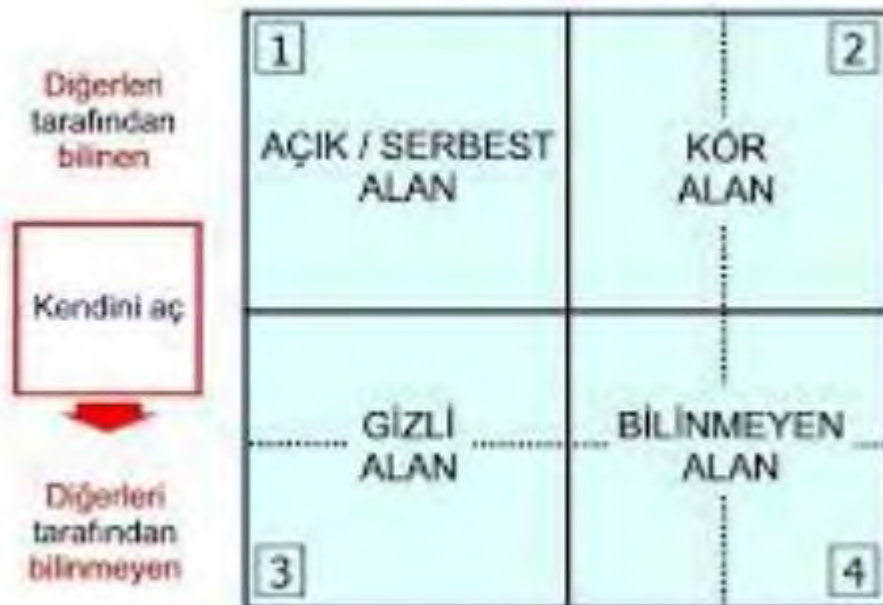 Diğerleri
tarafından
bilinen
Kendini aç
Diğerleri
tarafından
bilinmeyen
1
AÇIK / SERBEST
ALAN
2
KÖR
ALAN
GİZLİ
ALAN
3
BİLİNMEYEN
ALAN
4